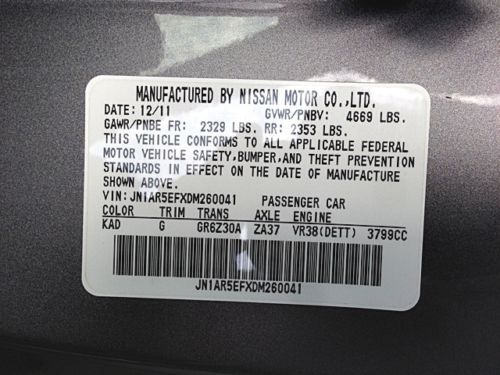 MANUFACTURED BY NISSAN MOTOR CO.,LTD.
DATE: 12/11 GVWR/PNBV: 4669 LBS.
GAWR/PNBE FR: 2329 LBS. RR: 2353 LBS.
THIS VEHICLE CONFORMS TO ALL APPLICABLE FEDERAL
MOTOR VEHICLE SAFETY,BUMPER,AND THEFT PREVENTION
STANDARDS IN EFFECT ON THE DATE OF MANUFACTURE
SHOWN ABOVE.
VIN: JN1AR5EFXDM260041 PASSENGER CAR
COLOR TRIM TRANS AXLE ENGINE
KAD G GR6Z30A ZA37 VR38(DETT) 3799CC
JN1AR5EFXDM260041